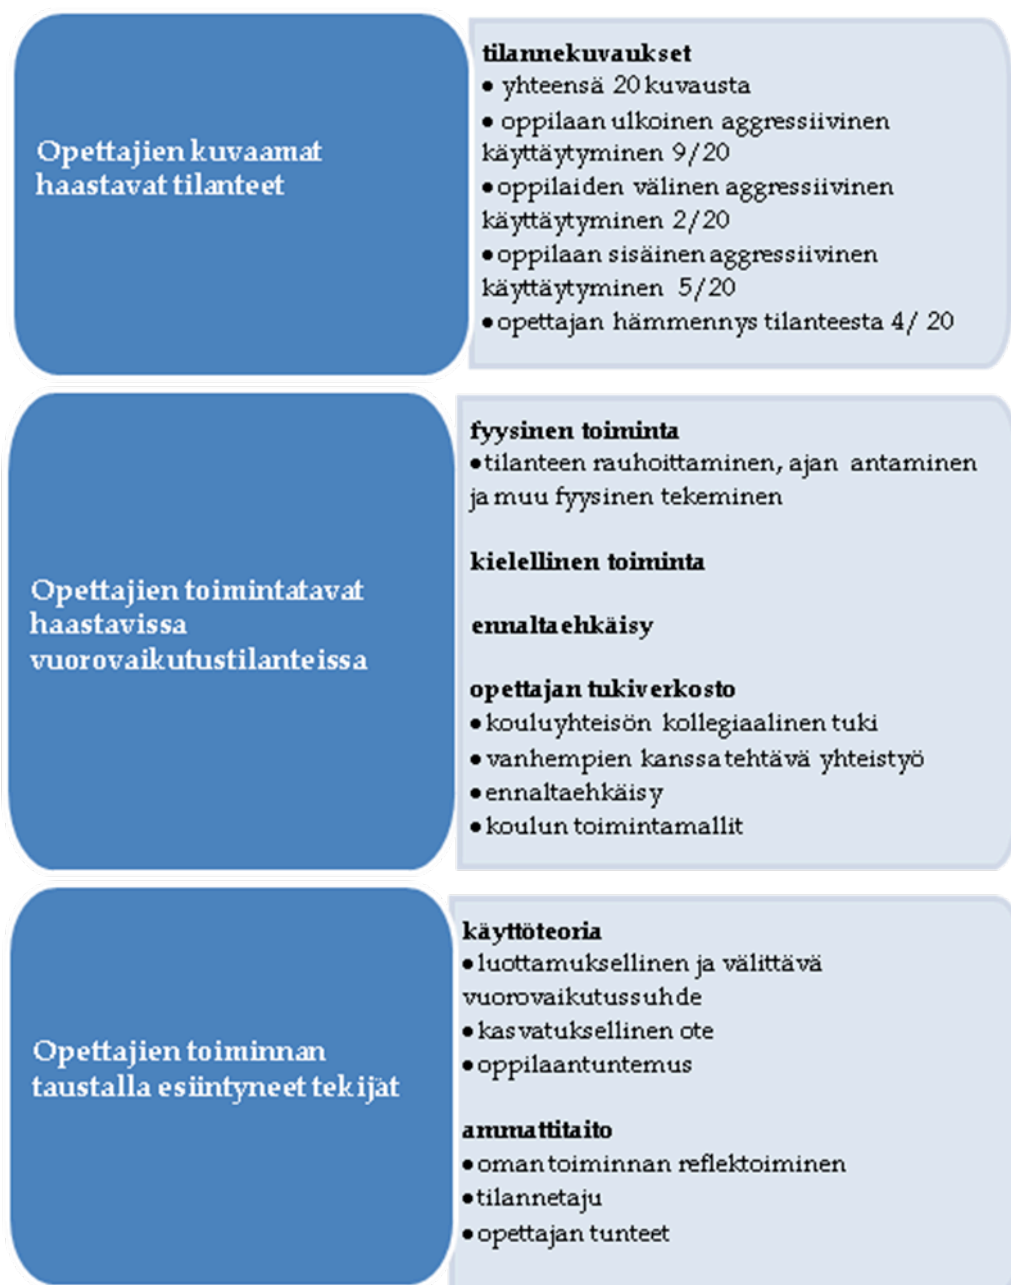 Opettajien kuvaamat
haastavat tilanteet
tilannekuvaukset
• yhteensä 20 kuvausta
• oppilaan ulkoinen aggressiivinen
käyttäytyminen 9/20
• oppilaiden välinen aggressiivinen
käyttäytyminen 2/20
• oppilaan sisäinen aggressiivinen
käyttäytyminen 5/20
• opettajan hämmennys tilanteesta 4/ 20
Opettajien toimintatavat
haastavissa
vuorovaikutustilanteissa
fyysinen toiminta
• tilanteen rauhoittaminen, ajan antaminen
ja muu fyysinen tekeminen
kielellinen toiminta
ennaltaehkäisy
opettajan tukiverkosto
• kouluyhteisön kollegiaalinen tuki
• vanhempien kanssa tehtävä yhteistyö
• ennaltaehkäisy
• koulun toimintamallit
Opettajien toiminnan
taustalla esiintyneet tekijät
käyttöteoria
• luottamuksellinen ja välittävä
vuorovaikutussuhde
• kasvatuksellinen ote
• oppilaantuntemus
ammattitaito
• oman toiminnan reflektoiminen
• tilannetaju
• opettajan tunteet